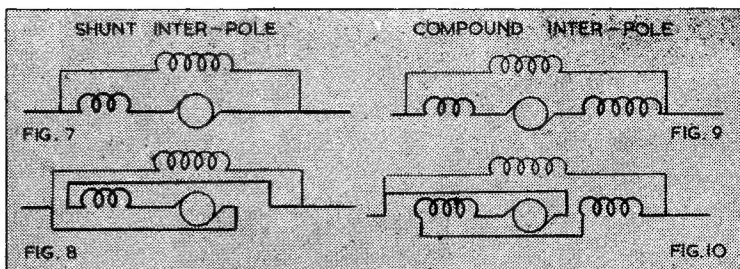 SHUNT INTER-POLE
COMPOUND INTER-POLE
FIG. 7
FIG. 9
FIG. 8
FIG.10